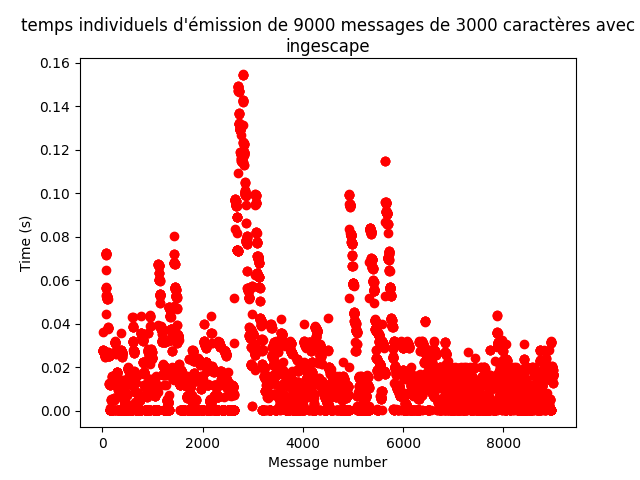 temps individuels d'émission de 9000 messages de 3000 caractères avec
ingescape
0.16
0.14
0.12
0.10
0.08
0.06
0.04
0.02
0.00
Time (s)
0 2000 4000 6000 8000
Message number